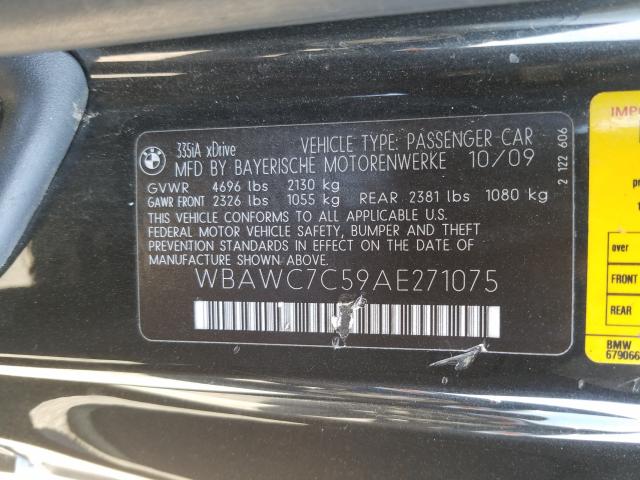 335iA xDrive VEHICLE TYPE: PASSENGER CAR
MFD BY BAYERISCHE MOTORENWERKE 10/09
GVWR 4696 lbs 2130 kg
GAWR FRONT 2326 lbs 1055 kg REAR 2381 lbs 1080 kg
THIS VEHICLE CONFORMS TO ALL APPLICABLE U.S.
FEDERAL MOTOR VEHICLE SAFETY, BUMPER AND THEFT
PREVENTION STANDARDS IN EFFECT ON THE DATE OF
MANUFACTURE SHOWN ABOVE.
WBAWC7C59AE271075
2 122 606
IMPO
over
FRONT
REAR
BMW
679066